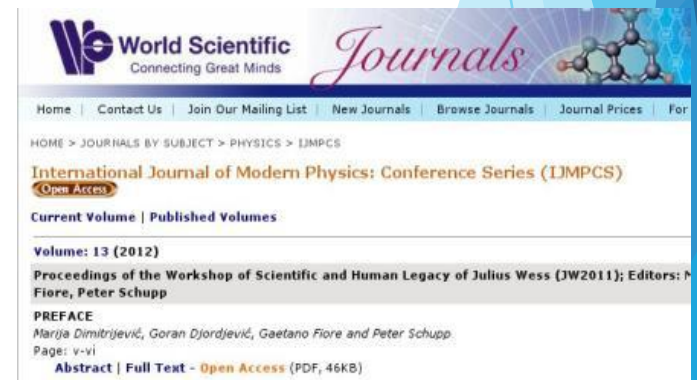 World Scientific
Connecting Great Minds
Journals
Home | Contact Us | Join Our Mailing List | New Journals | Browse Journals | Journal Prices | For
HOME > JOURNALS BY SUBJECT > PHYSICS > IJMPCS
International Journal of Modern Physics: Conference Series (IJMPCS)
Open Access
Current Volume | Published Volumes
Volume: 13 (2012)
Proceedings of the Workshop of Scientific and Human Legacy of Julius Wess (JW2011); Editors:
Fiore, Peter Schupp
PREFACE
Marija Dimitrijević, Goran Djordjević, Gaetano Fiore and Peter Schupp
Page: v-vi
Abstract | Full Text - Open Access (PDF, 46KB)